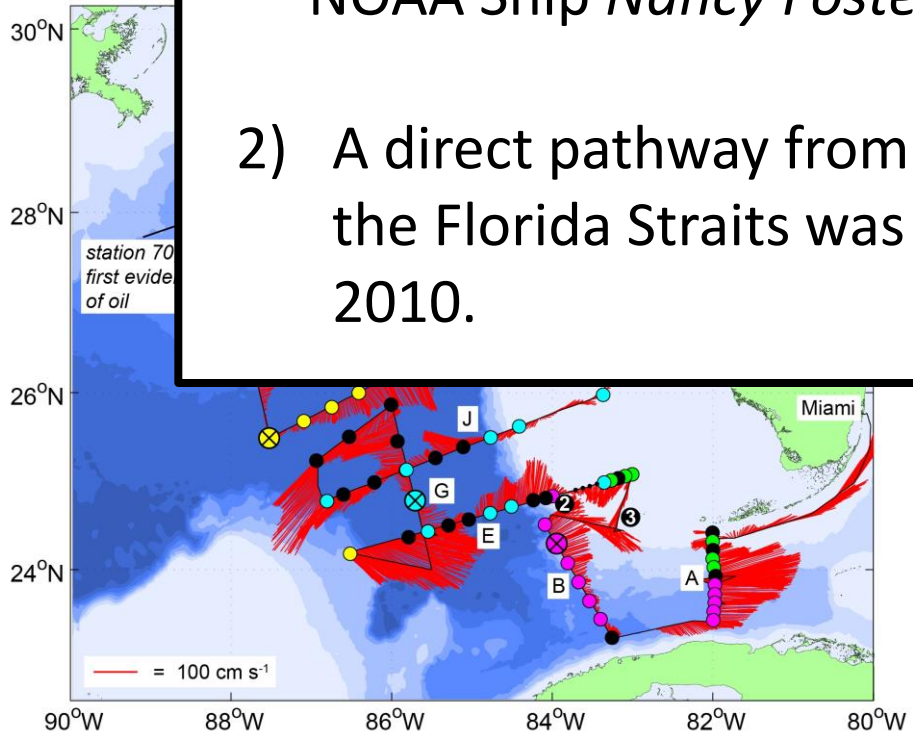 NOAA Ship Nancy Foste
2) A direct pathway from
the Florida Straits was
2010.
30°N
28°N
26°N
24°N
station 70
first evide
of oil
Miami
J
G
E
2
3
B
A
= 100 cm s⁻¹
90°W 88°W 86°W 84°W 82°W 80°W